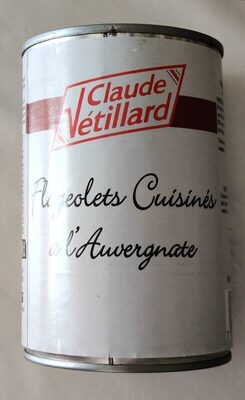 Claude
Vétillard
Flageolets Cuisinés
à l'Auvergnate